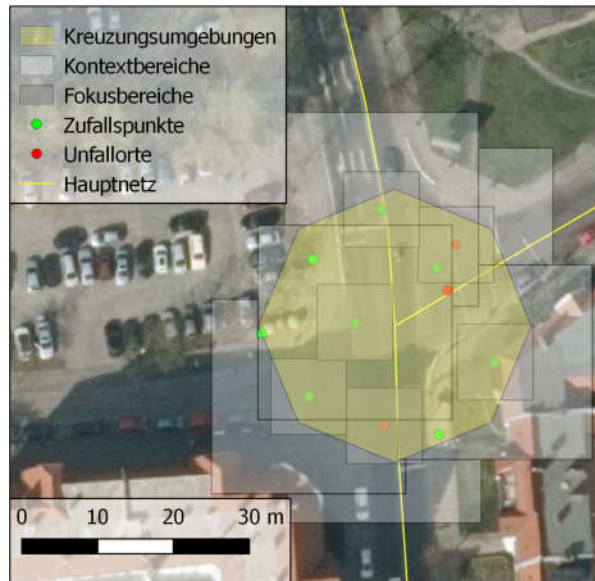 Kreuzungsumgebungen
Kontextbereiche
Fokusbereiche
Zufallspunkte
Unfallorte
Hauptnetz
0 10 20 30 m